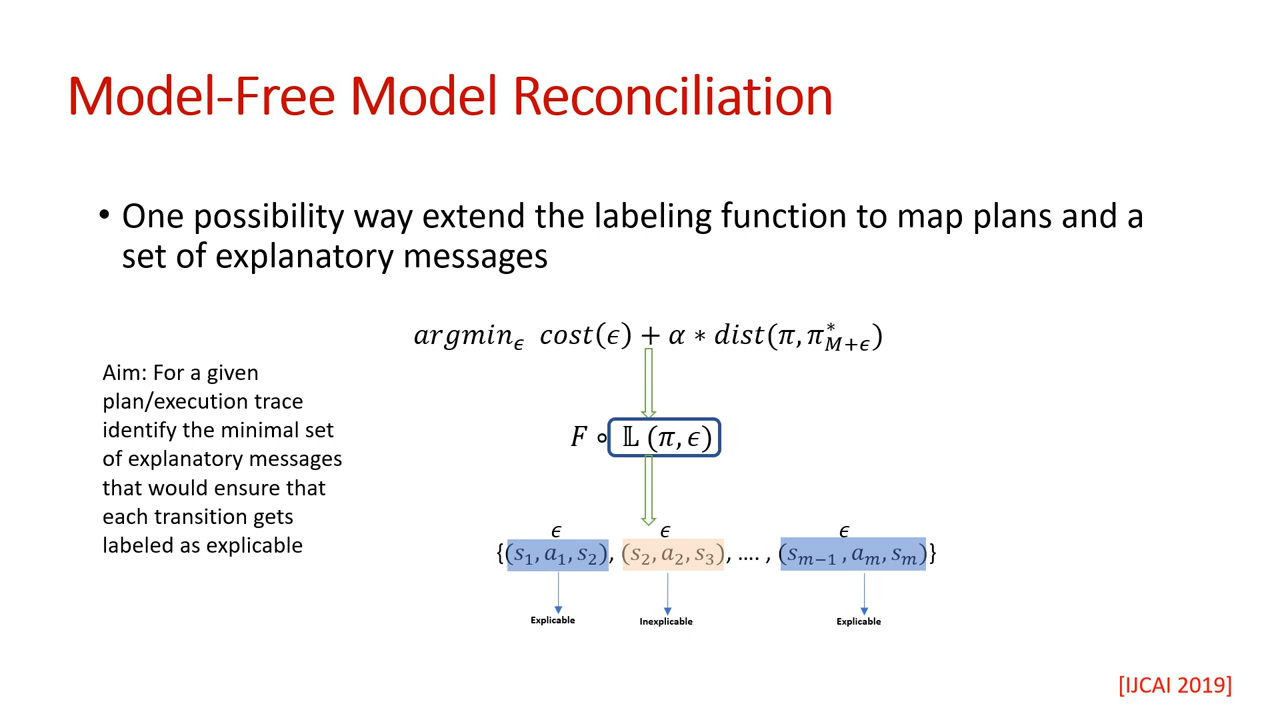 Model-Free Model Reconciliation
• One possibility way extend the labeling function to map plans and a
set of explanatory messages
argmin_ϵ cost(ϵ) + α ∗ dist(π, π*_{M+ϵ})
Aim: For a given
plan/execution trace
identify the minimal set
of explanatory messages
that would ensure that
each transition gets
labeled as explicable
F ∘ 𝕃 (π, ϵ)
ϵ ϵ ϵ
{(s₁, a₁, s₂), (s₂, a₂, s₃), …. , (s_{m−1} , a_m, s_m)}
Explicable Inexplicable Explicable
[IJCAI 2019]